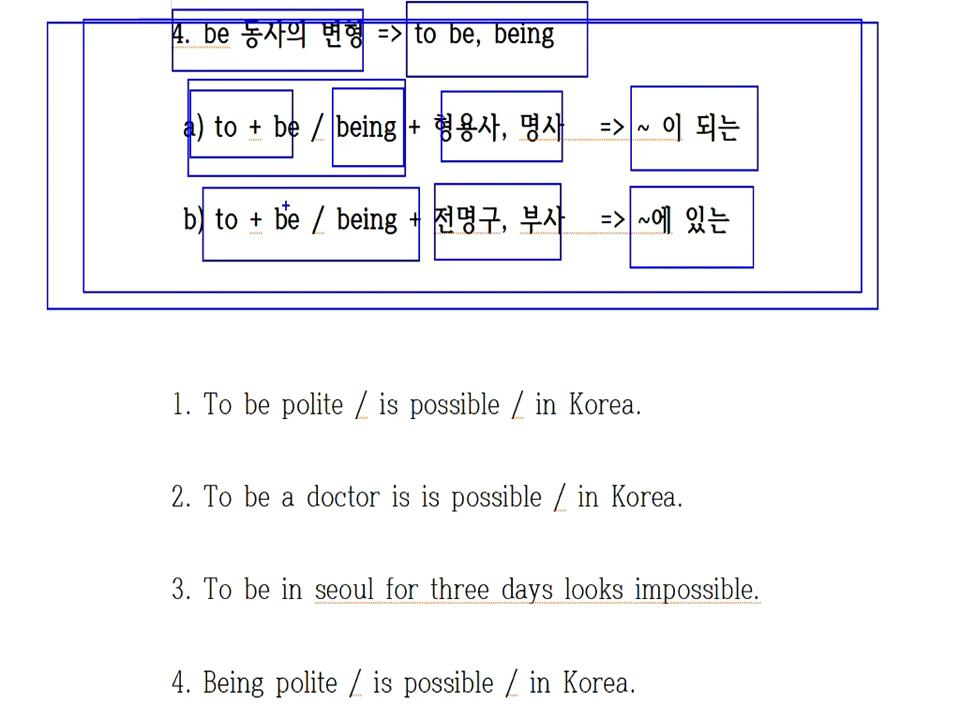 4. be 동사의 변형 => to be, being
a) to + be / being + 형용사, 명사 => ~ 이 되는
b) to + be / being + 전명구, 부사 => ~에 있는
1. To be polite / is possible / in Korea.
2. To be a doctor is is possible / in Korea.
3. To be in seoul for three days looks impossible.
4. Being polite / is possible / in Korea.